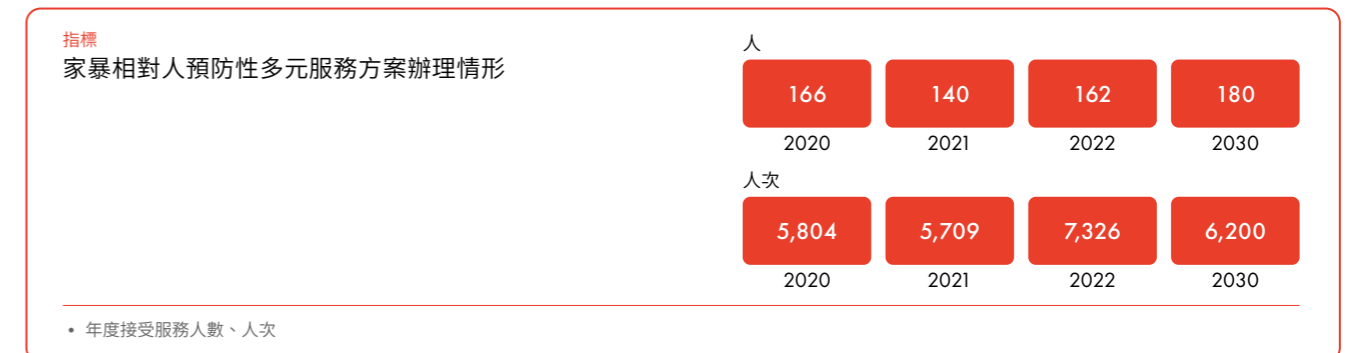 指標
家暴相對人預防性多元服務方案辦理情形
人
166 140 162 180
2020 2021 2022 2030
人次
5,804 5,709 7,326 6,200
2020 2021 2022 2030
• 年度接受服務人數、人次